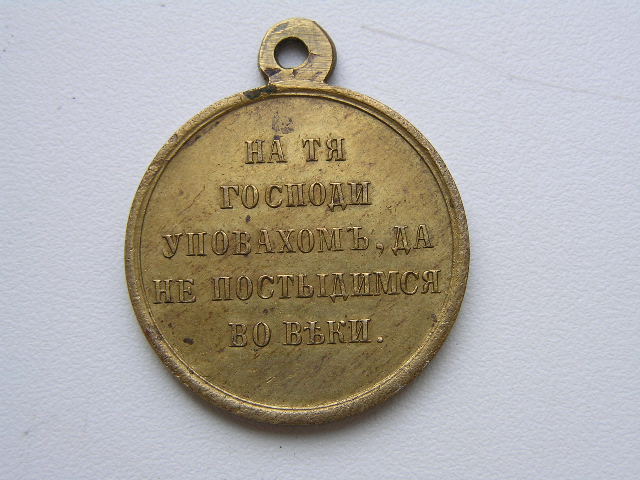 НА ТЯ
ГОСПОДИ
УПОВАХОМЪ, ДА
НЕ ПОСТЫДИМСЯ
ВО ВѢКИ.